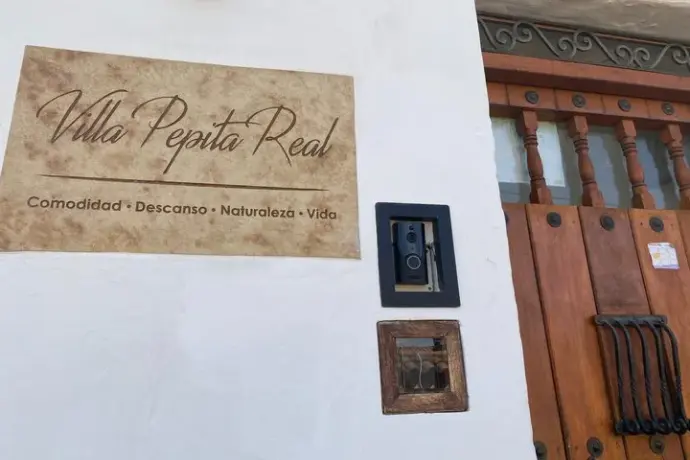 Villa Pepita Real
Comodidad • Descanso • Naturaleza • Vida